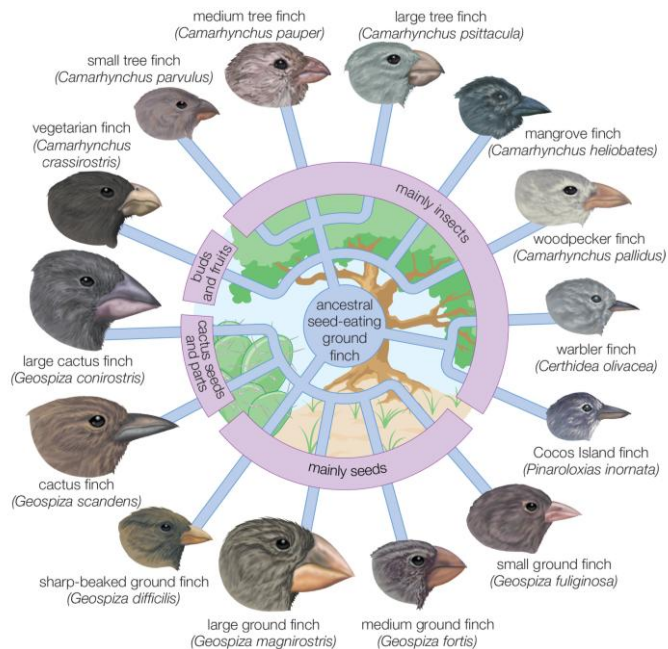 medium tree finch
(Camarhynchus pauper)
large tree finch
(Camarhynchus psittacula)
small tree finch
(Camarhynchus parvulus)
vegetarian finch
(Camarhynchus
crassirostris)
mangrove finch
(Camarhynchus heliobates)
mainly insects
woodpecker finch
(Camarhynchus pallidus)
buds
and fruits
ancestral
seed-eating
ground
finch
large cactus finch
(Geospiza conirostris)
cactus seeds
and parts
warbler finch
(Certhidea olivacea)
cactus finch
(Geospiza scandens)
Cocos Island finch
(Pinaroloxias inornata)
mainly seeds
sharp-beaked ground finch
(Geospiza difficilis)
small ground finch
(Geospiza fuliginosa)
large ground finch
(Geospiza magnirostris)
medium ground finch
(Geospiza fortis)